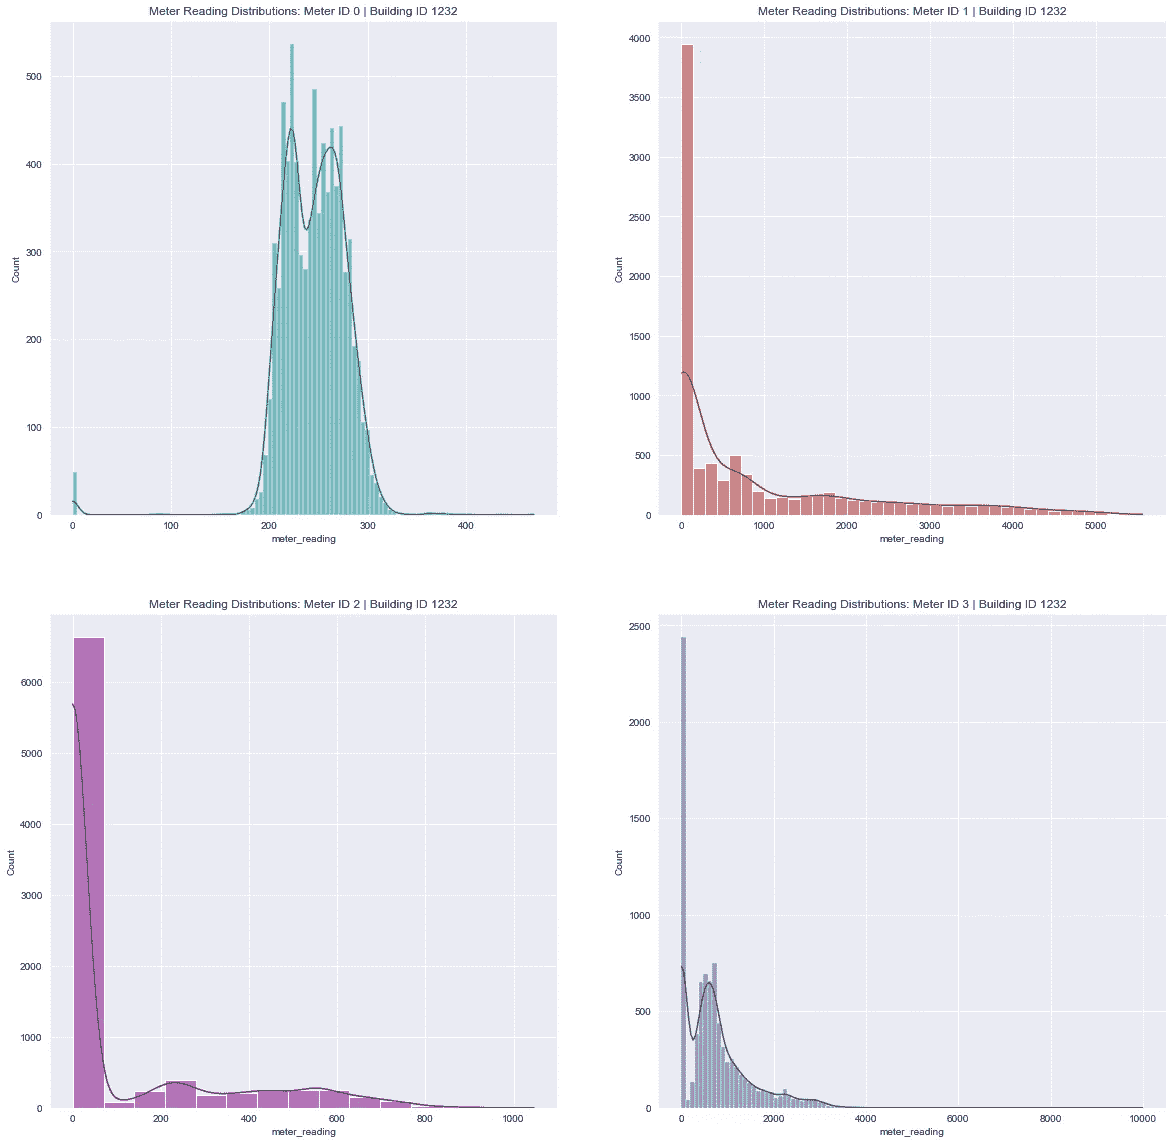 Meter Reading Distributions: Meter ID 0 | Building ID 1232
500
400
300
200
100
0
Count
0 100 200 300 400
meter_reading
Meter Reading Distributions: Meter ID 1 | Building ID 1232
4000
3500
3000
2500
2000
1500
1000
500
0
Count
0 1000 2000 3000 4000 5000
meter_reading
Meter Reading Distributions: Meter ID 2 | Building ID 1232
6000
5000
4000
3000
2000
1000
0
Count
0 200 400 600 800 1000
meter_reading
Meter Reading Distributions: Meter ID 3 | Building ID 1232
2500
2000
1500
1000
500
0
Count
0 2000 4000 6000 8000 10000
meter_reading